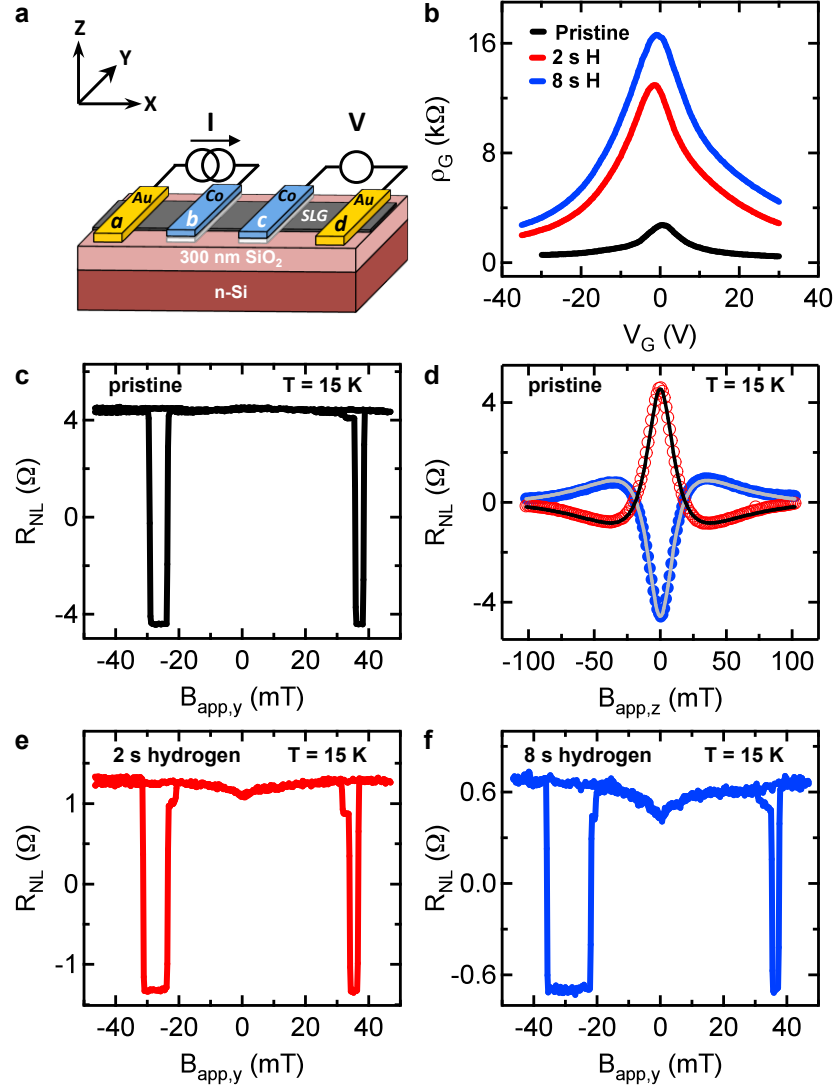 a
Z
Y
X
I
V
Au
Co
Co
Au
a
b
c
SLG
d
300 nm SiO₂
n-Si
b
Pristine
2 s H
8 s H
16
8
0
ρG (kΩ)
-40 -20 0 20 40
VG (V)
c
pristine T = 15 K
4
0
-4
RNL (Ω)
-40 -20 0 20 40
Bapp,y (mT)
d
pristine T = 15 K
4
0
-4
RNL (Ω)
-100 -50 0 50 100
Bapp,z (mT)
e
2 s hydrogen T = 15 K
1
0
-1
RNL (Ω)
-40 -20 0 20 40
Bapp,y (mT)
f
8 s hydrogen T = 15 K
0.6
0.0
-0.6
RNL (Ω)
-40 -20 0 20 40
Bapp,y (mT)